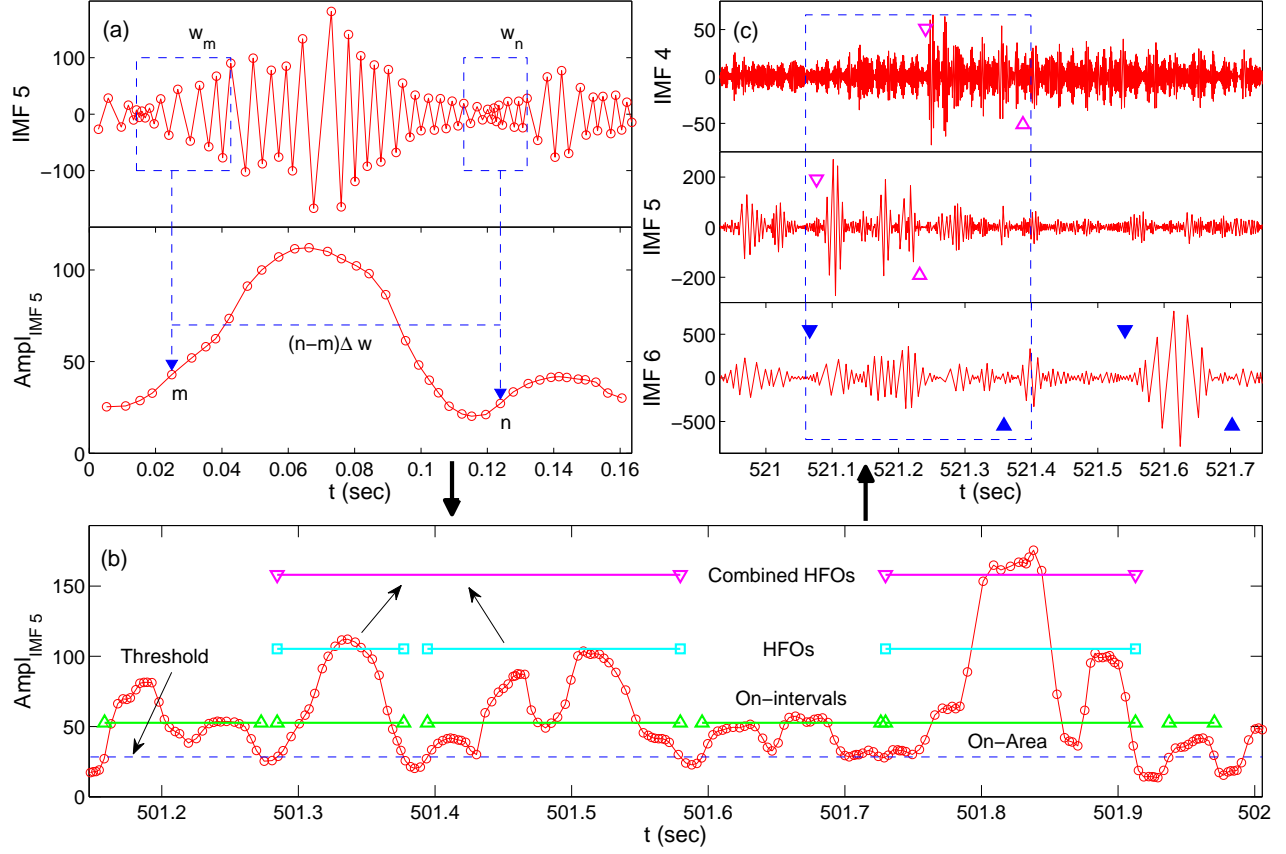 (a)
w_m
w_n
100
0
−100
IMF 5
100
50
0
Ampl_IMF 5
(n−m)Δ w
m
n
0 0.02 0.04 0.06 0.08 0.1 0.12 0.14 0.16
t (sec)
(c)
50
0
−50
IMF 4
200
0
−200
IMF 5
500
0
−500
IMF 6
521 521.1 521.2 521.3 521.4 521.5 521.6 521.7
t (sec)
(b)
150
100
50
0
Ampl_IMF 5
Combined HFOs
HFOs
Threshold
On−intervals
On−Area
501.2 501.3 501.4 501.5 501.6 501.7 501.8 501.9 502
t (sec)